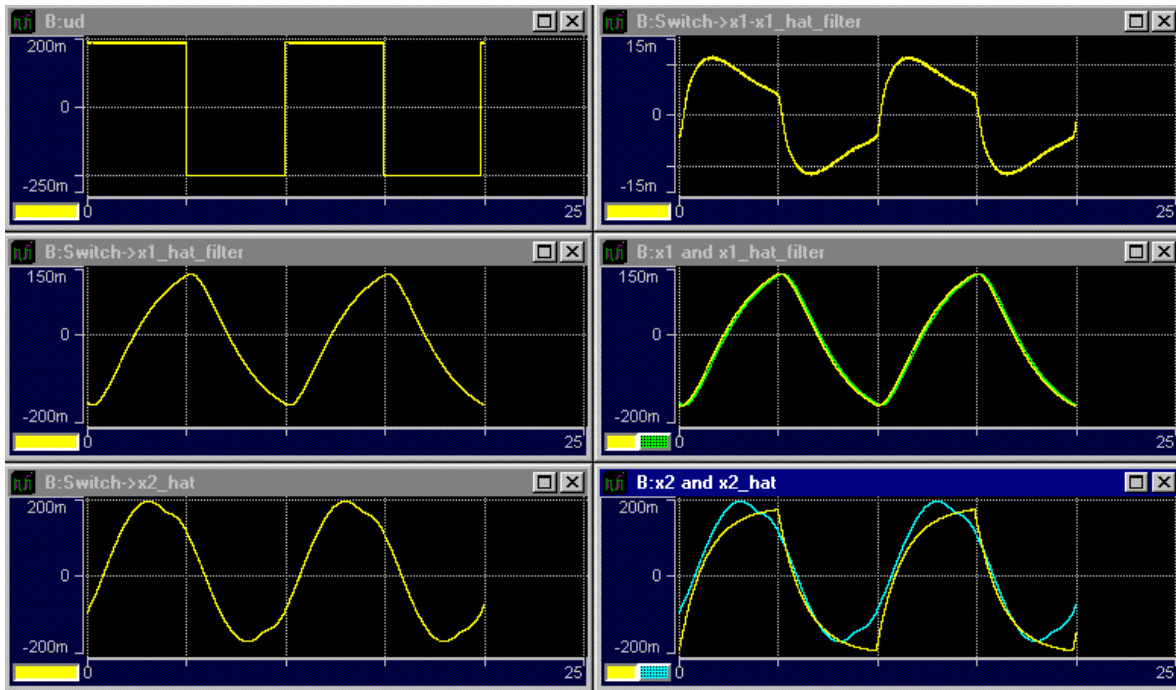 B:ud
200m
0
-250m
0
25
B:Switch->x1-x1_hat_filter
15m
0
-15m
0
25
B:Switch->x1_hat_filter
150m
0
-200m
0
25
B:x1 and x1_hat_filter
150m
0
-200m
0
25
B:Switch->x2_hat
200m
0
-200m
0
25
B:x2 and x2_hat
200m
0
-200m
0
25